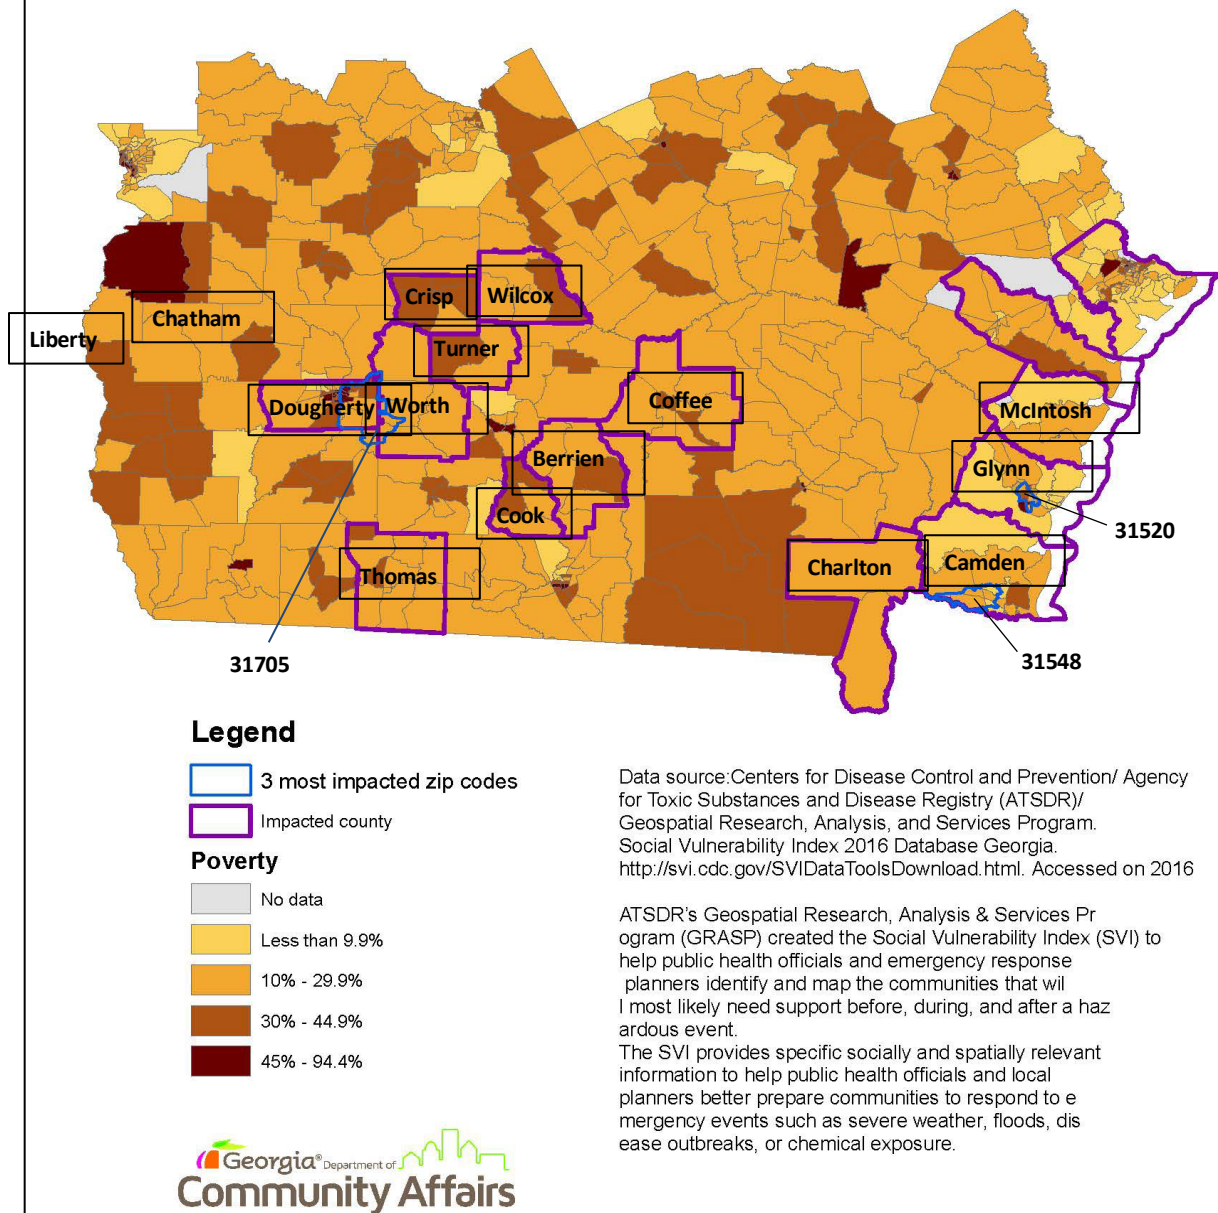 Crisp
Wilcox
Chatham
Liberty
Turner
Dougherty
Worth
Coffee
McIntosh
Berrien
Glynn
Cook
31520
Thomas
Charlton
Camden
31705
31548
Legend
3 most impacted zip codes
Impacted county
Poverty
No data
Less than 9.9%
10% - 29.9%
30% - 44.9%
45% - 94.4%
Data source:Centers for Disease Control and Prevention/ Agency
for Toxic Substances and Disease Registry (ATSDR)/
Geospatial Research, Analysis, and Services Program.
Social Vulnerability Index 2016 Database Georgia.
http://svi.cdc.gov/SVIDataToolsDownload.html. Accessed on 2016
ATSDR's Geospatial Research, Analysis & Services Pr
ogram (GRASP) created the Social Vulnerability Index (SVI) to
help public health officials and emergency response
planners identify and map the communities that wil
l most likely need support before, during, and after a haz
ardous event.
The SVI provides specific socially and spatially relevant
information to help public health officials and local
planners better prepare communities to respond to e
mergency events such as severe weather, floods, dis
ease outbreaks, or chemical exposure.
Georgia® Department of
Community Affairs